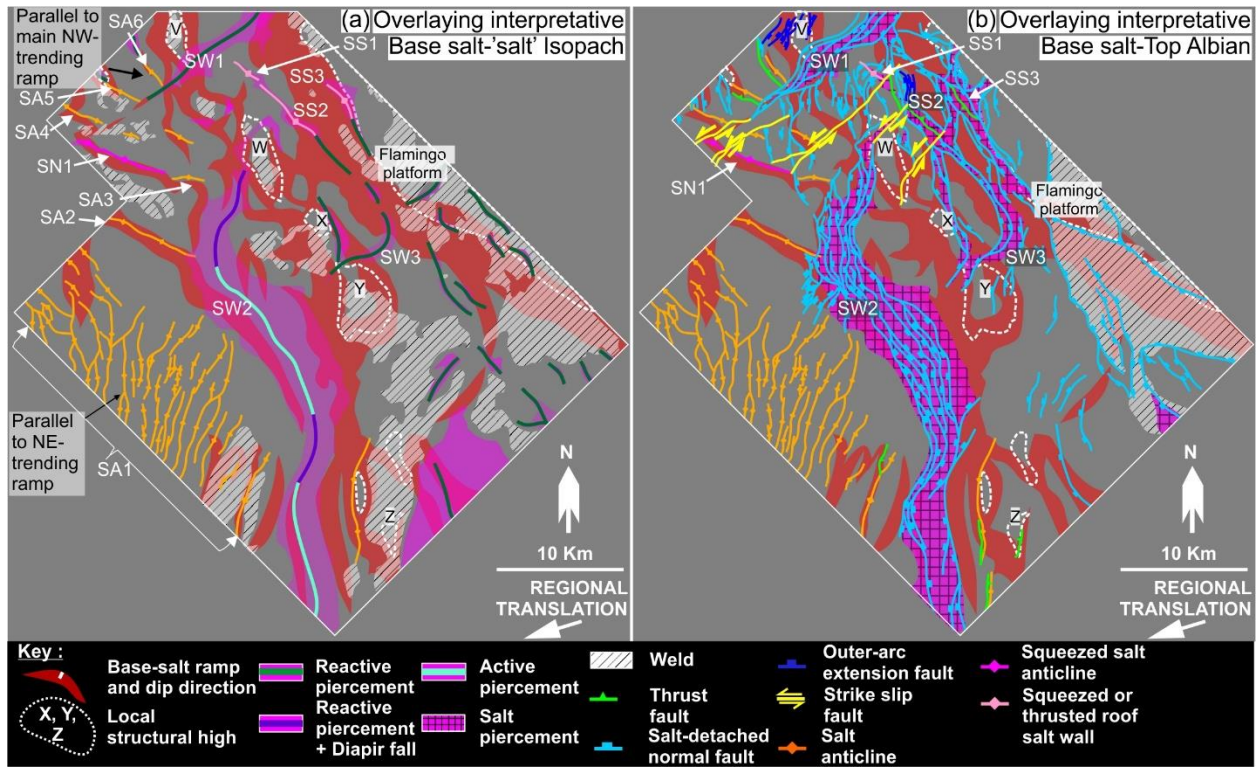 (a) Overlaying interpretative
Base salt-'salt' Isopach
Parallel to
main NW-
trending
ramp
SA6
V
SW1
SS1
SS3
SS2
SA5
SA4
SN1
SA3
SA2
W
Flamingo
platform
X
SW3
Y
SW2
Parallel
to NE-
trending
ramp
SA1
Z
N
10 Km
REGIONAL
TRANSLATION
(b) Overlaying interpretative
Base salt-Top Albian
V
SW1
SS1
SS3
SS2
W
SN1
Flamingo
platform
X
SW3
Y
SW2
Z
N
10 Km
REGIONAL
TRANSLATION
Key :
Base-salt ramp
and dip direction
X, Y,
Z
Local
structural high
Reactive
piercement
Reactive
piercement
+ Diapir fall
Active
piercement
Salt
piercement
Weld
Thrust
fault
Salt-detached
normal fault
Outer-arc
extension fault
Strike slip
fault
Salt
anticline
Squeezed salt
anticline
Squeezed or
thrusted roof
salt wall